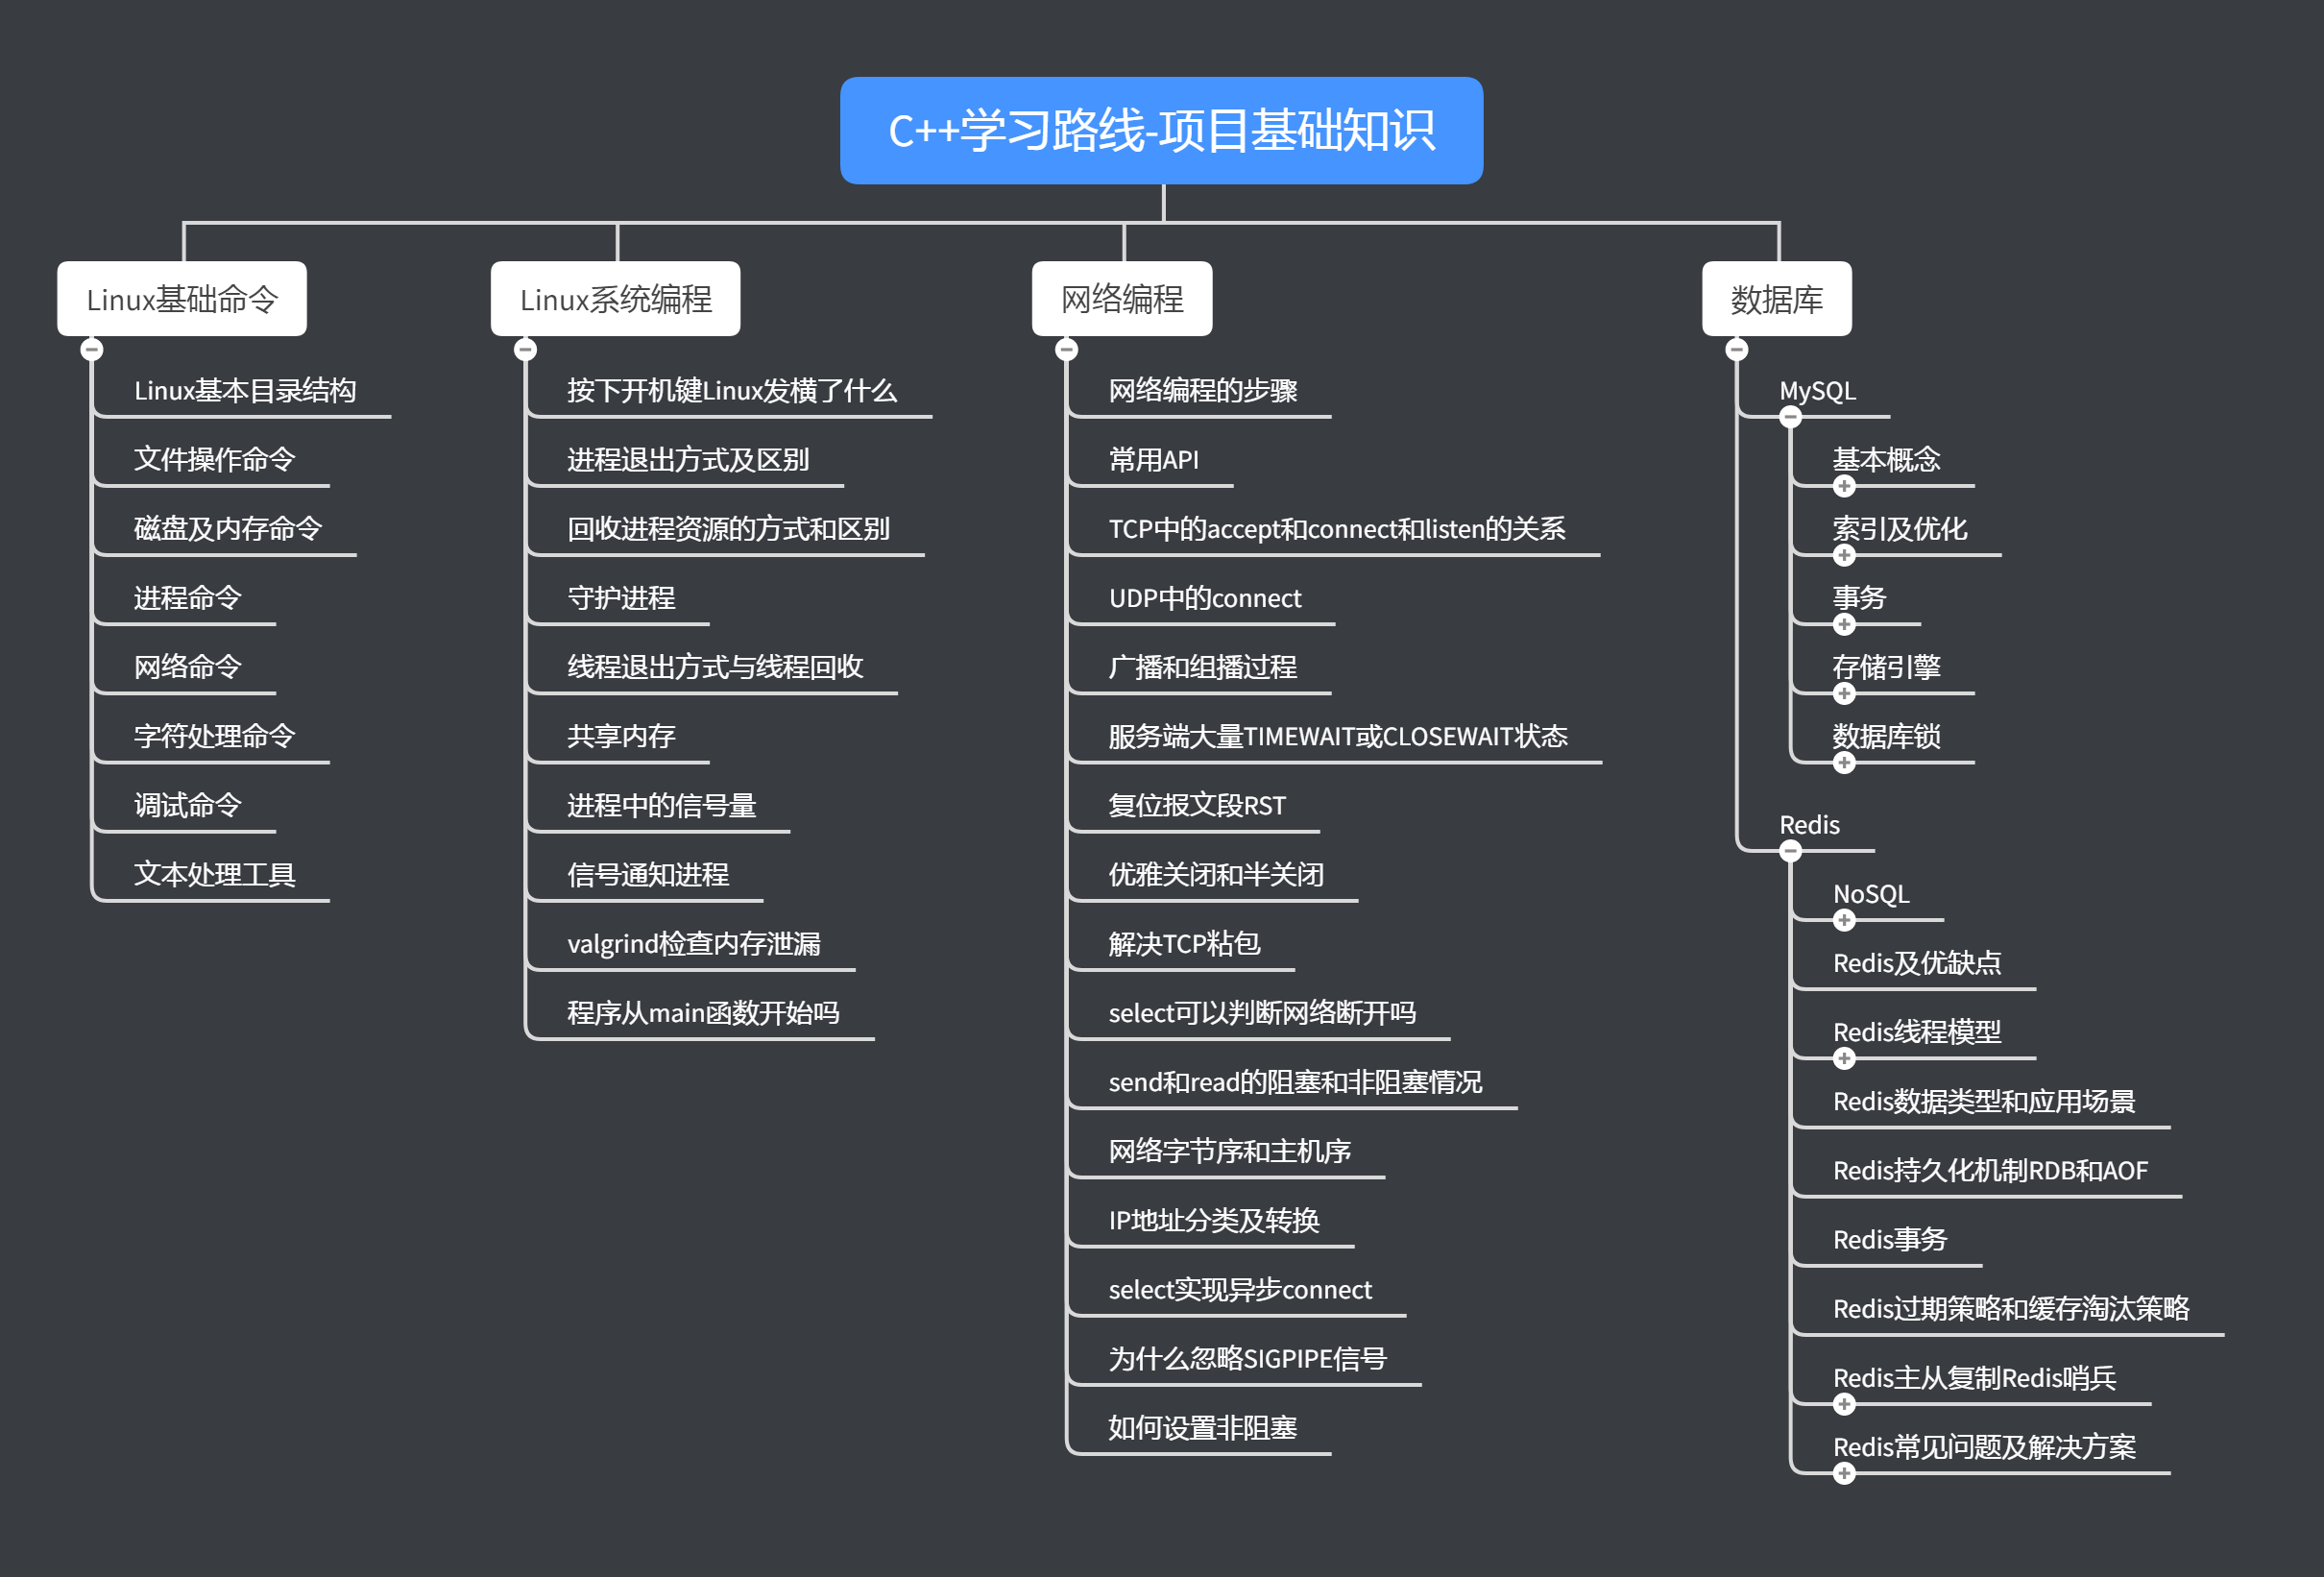 C++学习路线-项目基础知识
Linux基础命令
Linux基本目录结构
文件操作命令
磁盘及内存命令
进程命令
网络命令
字符处理命令
调试命令
文本处理工具
Linux系统编程
按下开机键Linux发横了什么
进程退出方式及区别
回收进程资源的方式和区别
守护进程
线程退出方式与线程回收
共享内存
进程中的信号量
信号通知进程
valgrind检查内存泄漏
程序从main函数开始吗
网络编程
网络编程的步骤
常用API
TCP中的accept和connect和listen的关系
UDP中的connect
广播和组播过程
服务端大量TIMEWAIT或CLOSEWAIT状态
复位报文段RST
优雅关闭和半关闭
解决TCP粘包
select可以判断网络断开吗
send和read的阻塞和非阻塞情况
网络字节序和主机序
IP地址分类及转换
select实现异步connect
为什么忽略SIGPIPE信号
如何设置非阻塞
数据库
MySQL
基本概念
索引及优化
事务
存储引擎
数据库锁
Redis
NoSQL
Redis及优缺点
Redis线程模型
Redis数据类型和应用场景
Redis持久化机制RDB和AOF
Redis事务
Redis过期策略和缓存淘汰策略
Redis主从复制Redis哨兵
Redis常见问题及解决方案